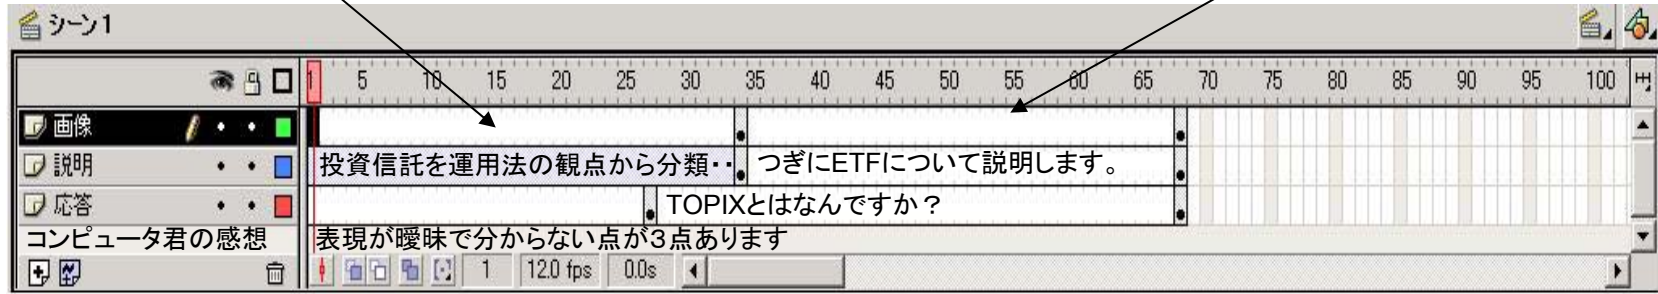 シーン1
1 5 10 15 20 25 30 35 40 45 50 55 60 65 70 75 80 85 90 95 100
画像
説明 投資信託を運用法の観点から分類・・ つぎにETFについて説明します。
応答 TOPIXとはなんですか？
コンピュータ君の感想 表現が曖昧で分からない点が３点あります
1 12.0 fps 0.0s